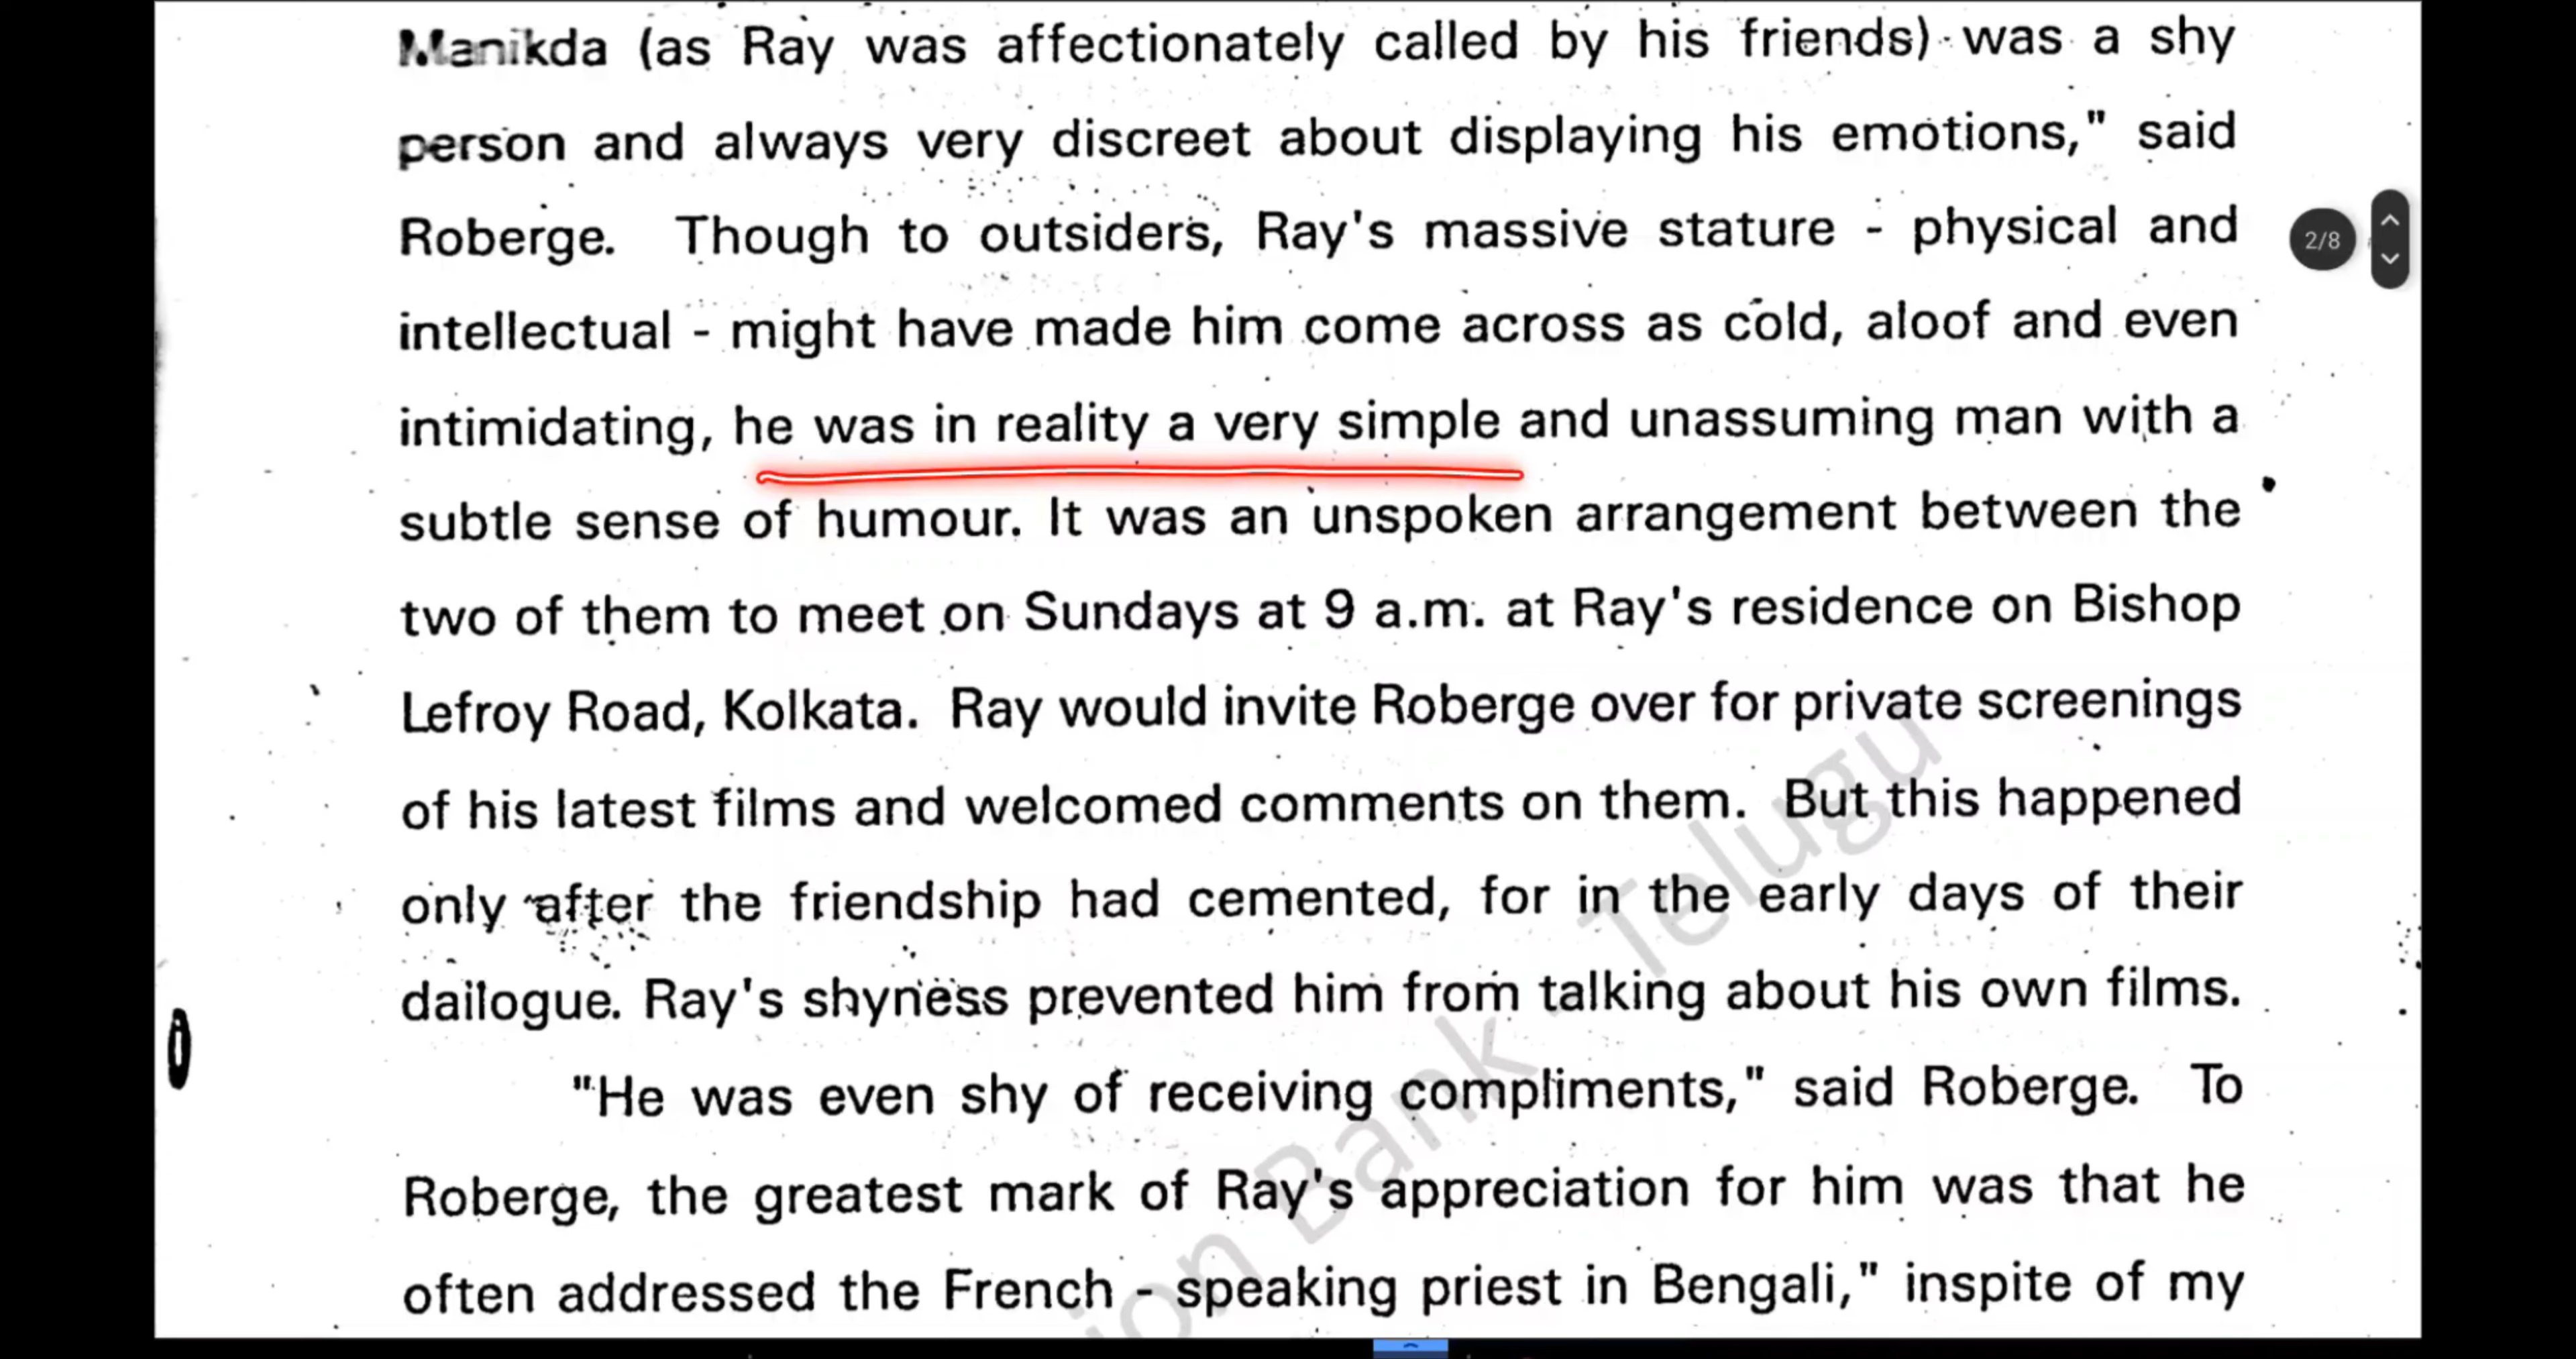 Manikda (as Ray was affectionately called by his friends) was a shy
person and always very discreet about displaying his emotions," said
Roberge. Though to outsiders, Ray's massive stature - physical and
intellectual - might have made him come across as cold, aloof and even
intimidating, he was in reality a very simple and unassuming man with a
subtle sense of humour. It was an unspoken arrangement between the
two of them to meet on Sundays at 9 a.m. at Ray's residence on Bishop
Lefroy Road, Kolkata. Ray would invite Roberge over for private screenings
of his latest films and welcomed comments on them. But this happened
only after the friendship had cemented, for in the early days of their
dailogue. Ray's shyness prevented him from talking about his own films.
"He was even shy of receiving compliments," said Roberge. To
Roberge, the greatest mark of Ray's appreciation for him was that he
often addressed the French - speaking priest in Bengali," inspite of my
2/8
ion Bank - Telugu